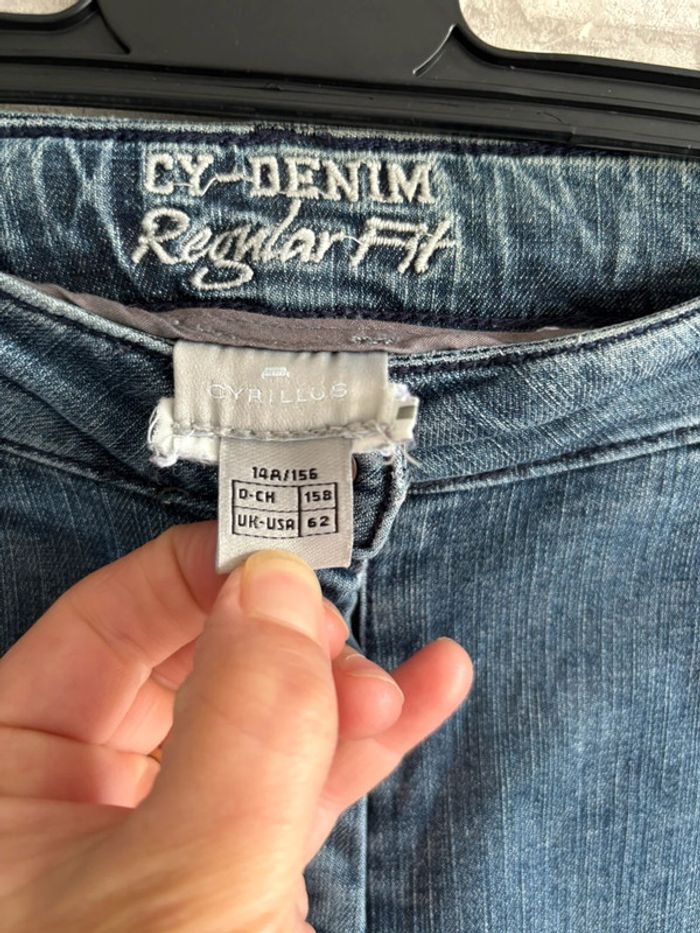 CY-DENIM
Regular Fit
CYRILLUS
14A/156
D-CH 158
UK-USA 62